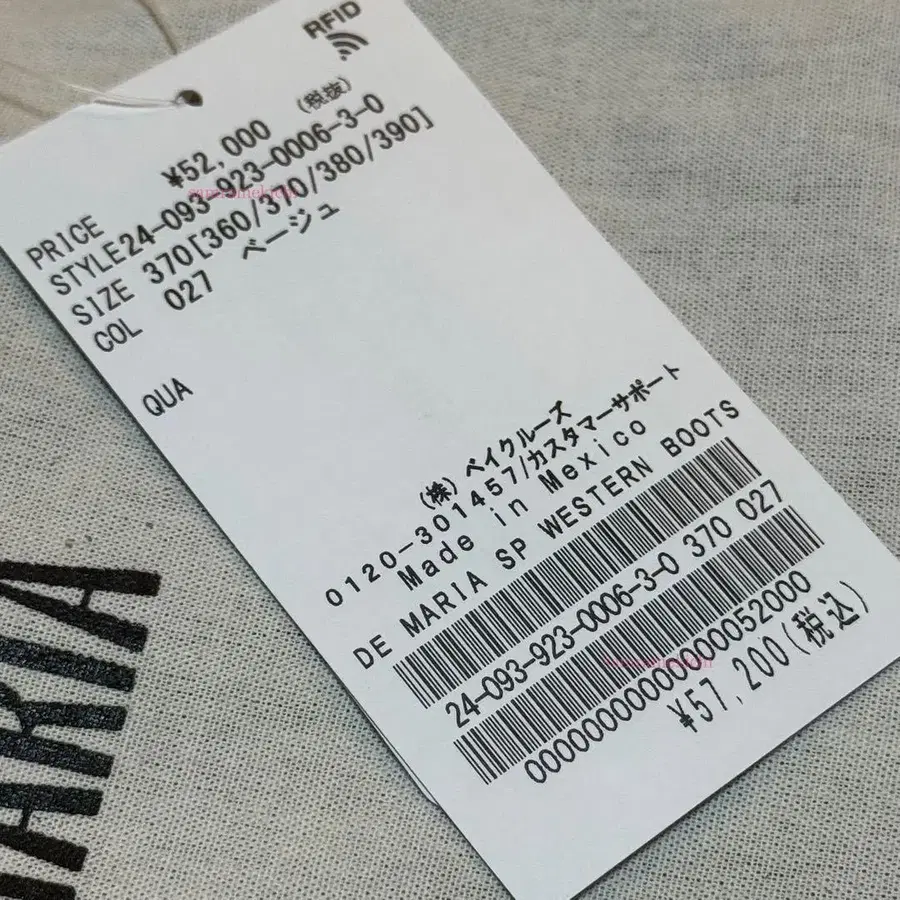 RFID
PRICE ¥52,000 (税抜)
STYLE24-093-923-0006-3-0
SIZE 370[360/370/380/390]
COL 027 ベージュ
QUA
(株) ベイクルーズ
0120-301457/カスタマーサポート
Made in Mexico
DE MARIA SP WESTERN BOOTS
24-093-923-0006-3-0 370 027
¥57,200(税込)
ARIA